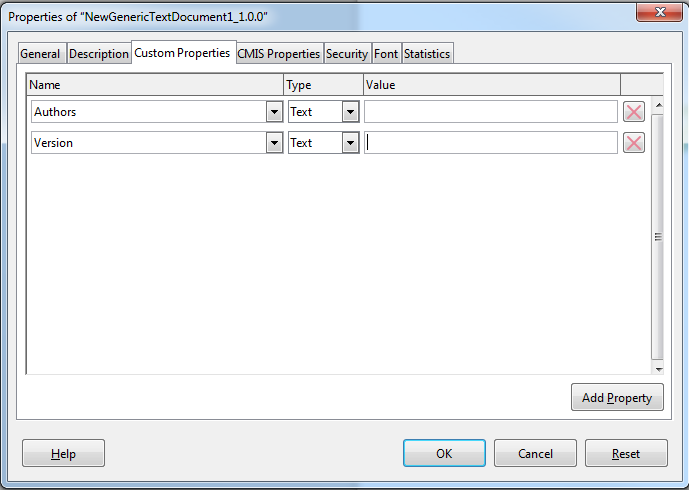 Properties of “NewGenericTextDocument1_1.0.0”
General Description Custom Properties CMIS Properties Security Font Statistics
Name Type Value
Authors Text
Version Text
Add Property
Help OK Cancel Reset